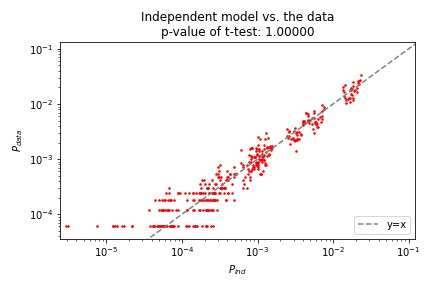 Independent model vs. the data
p-value of t-test: 1.00000
10⁻¹
10⁻²
10⁻³
10⁻⁴
P_data
10⁻⁵ 10⁻⁴ 10⁻³ 10⁻² 10⁻¹
P_ind
y=x